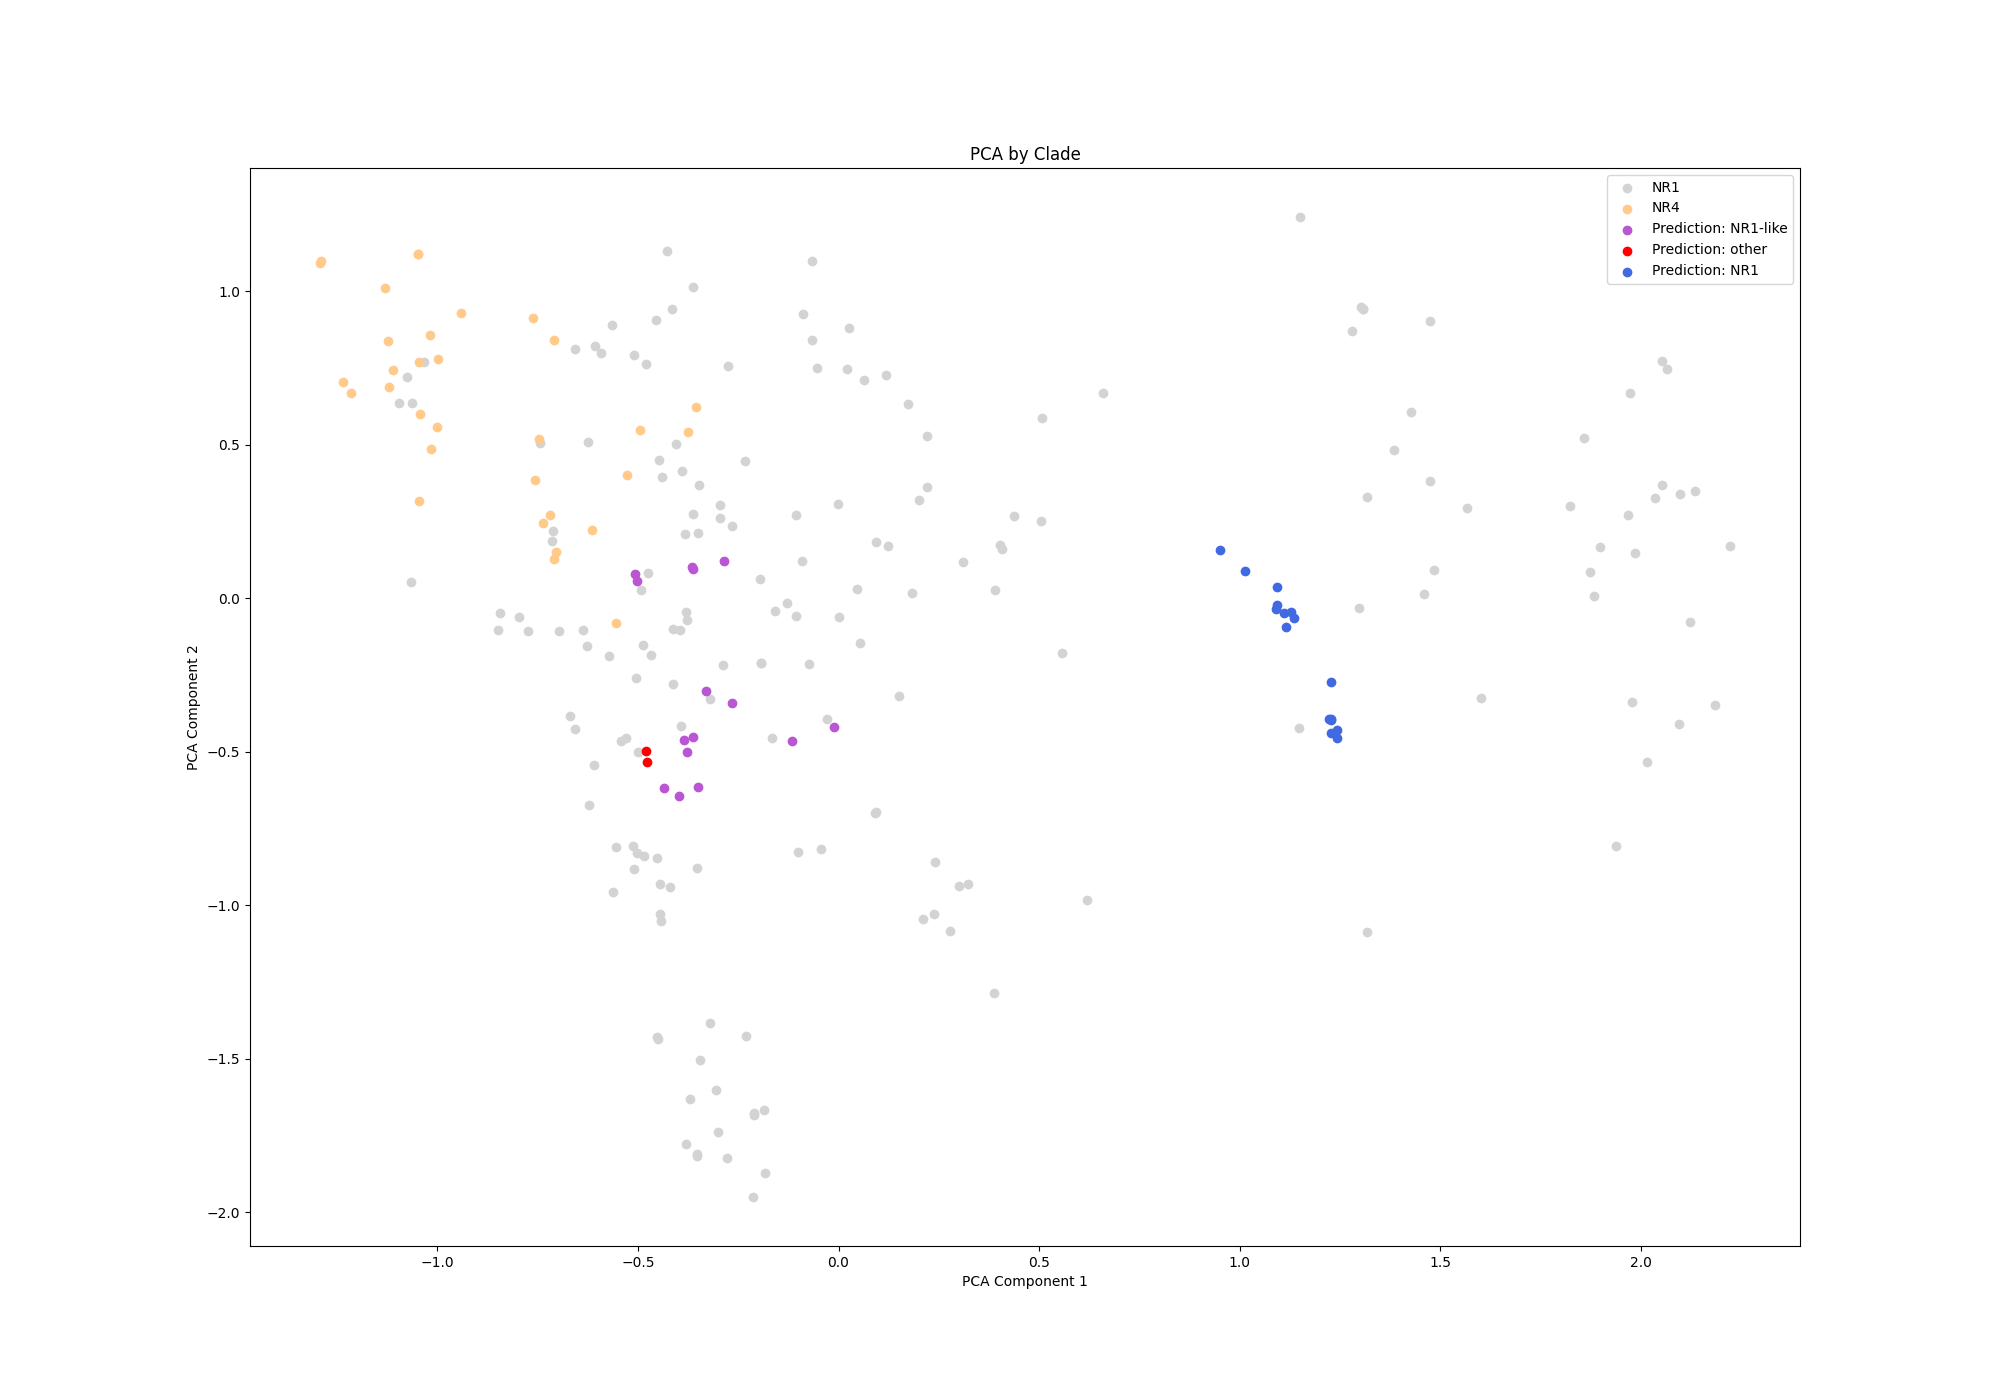 PCA by Clade
NR1
NR4
Prediction: NR1-like
Prediction: other
Prediction: NR1
1.0
0.5
0.0
−0.5
−1.0
−1.5
−2.0
PCA Component 2
−1.0
−0.5
0.0
0.5
1.0
1.5
2.0
PCA Component 1